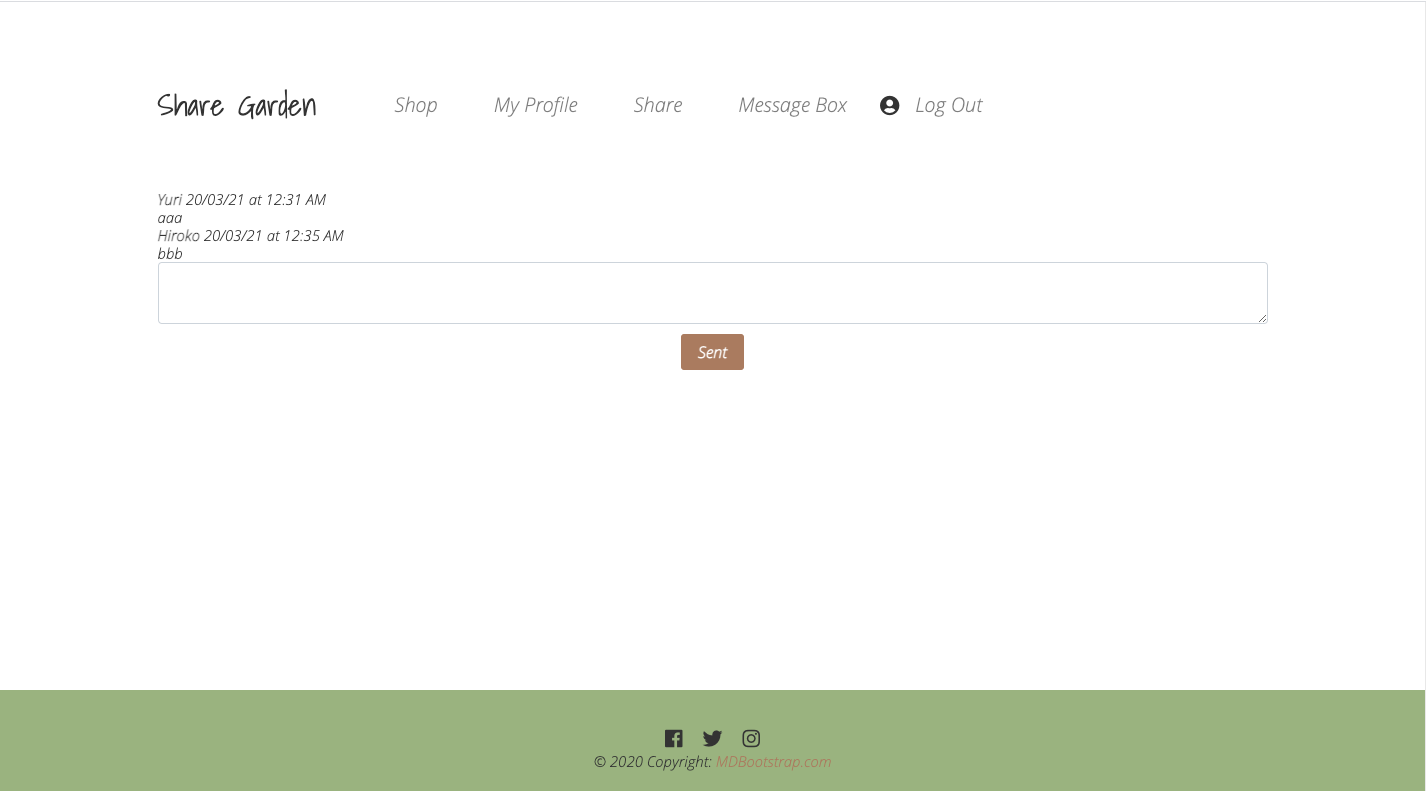 Share Garden Shop My Profile Share Message Box Log Out
Yuri 20/03/21 at 12:31 AM
aaa
Hiroko 20/03/21 at 12:35 AM
bbb
Sent
© 2020 Copyright: MDBootstrap.com